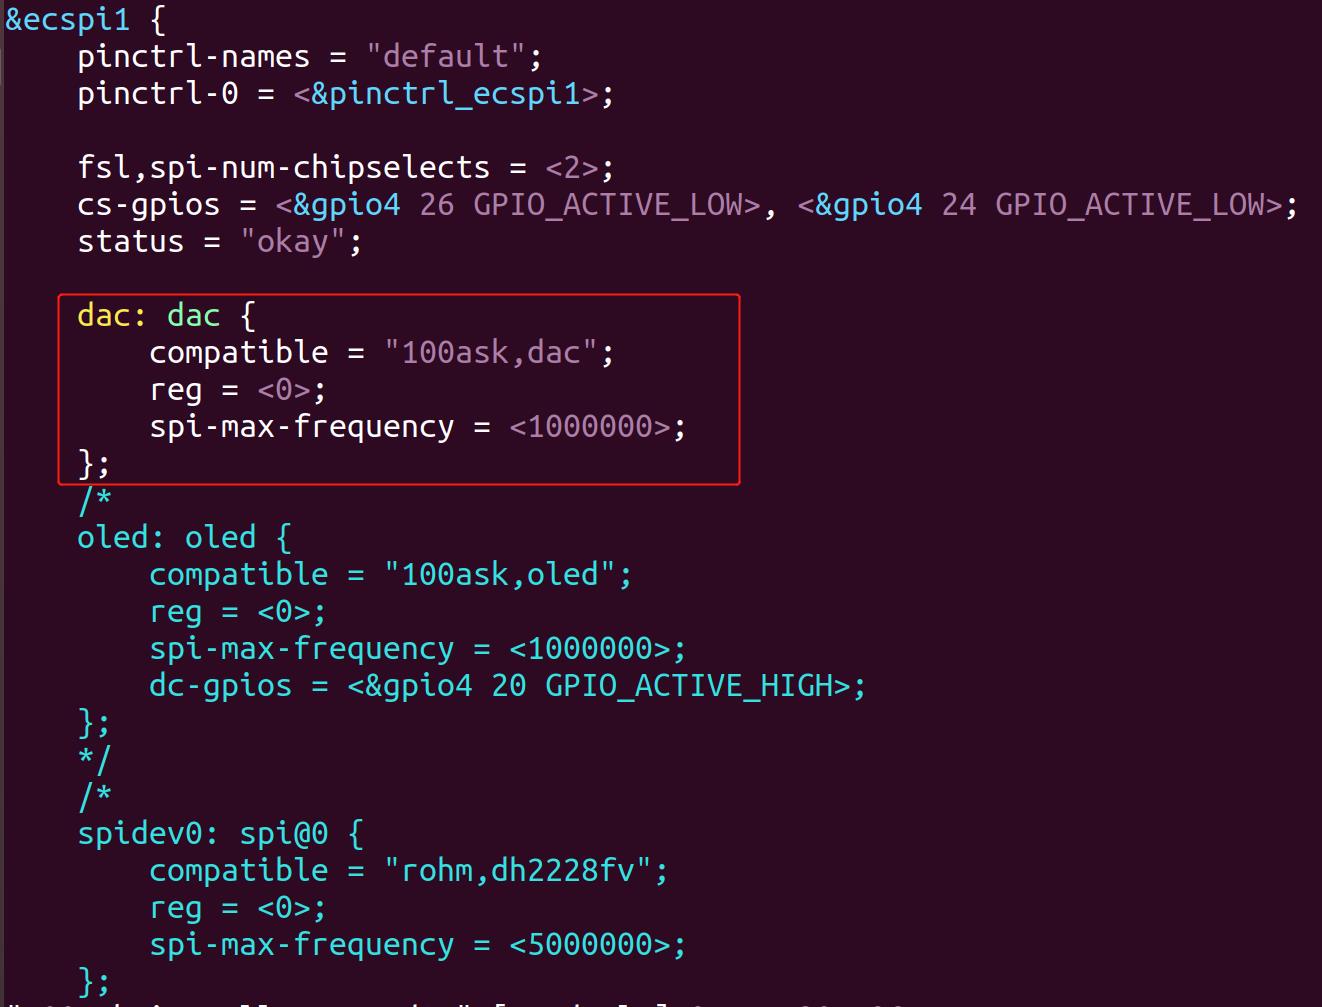 &ecspi1 {
    pinctrl-names = "default";
    pinctrl-0 = <&pinctrl_ecspi1>;

    fsl,spi-num-chipselects = <2>;
    cs-gpios = <&gpio4 26 GPIO_ACTIVE_LOW>, <&gpio4 24 GPIO_ACTIVE_LOW>;
    status = "okay";

    dac: dac {
        compatible = "100ask,dac";
        reg = <0>;
        spi-max-frequency = <1000000>;
    };
    /*
    oled: oled {
        compatible = "100ask,oled";
        reg = <0>;
        spi-max-frequency = <1000000>;
        dc-gpios = <&gpio4 20 GPIO_ACTIVE_HIGH>;
    };
    */
    /*
    spidev0: spi@0 {
        compatible = "rohm,dh2228fv";
        reg = <0>;
        spi-max-frequency = <5000000>;
    };